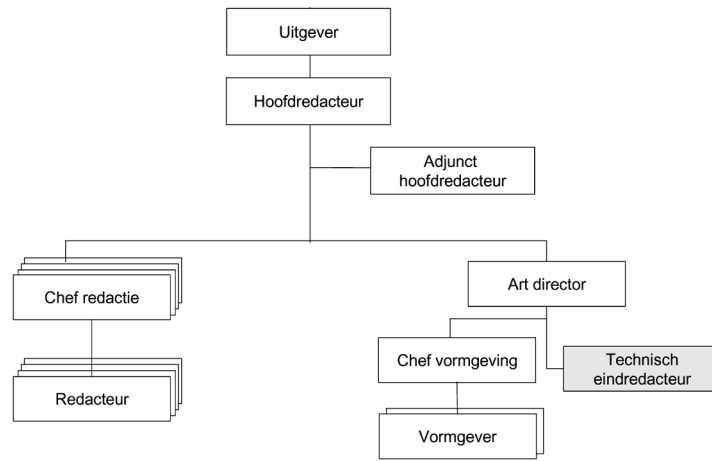 Uitgever
Hoofdredacteur
Adjunct
hoofdredacteur
Chef redactie
Art director
Chef vormgeving
Technisch
eindredacteur
Redacteur
Vormgever